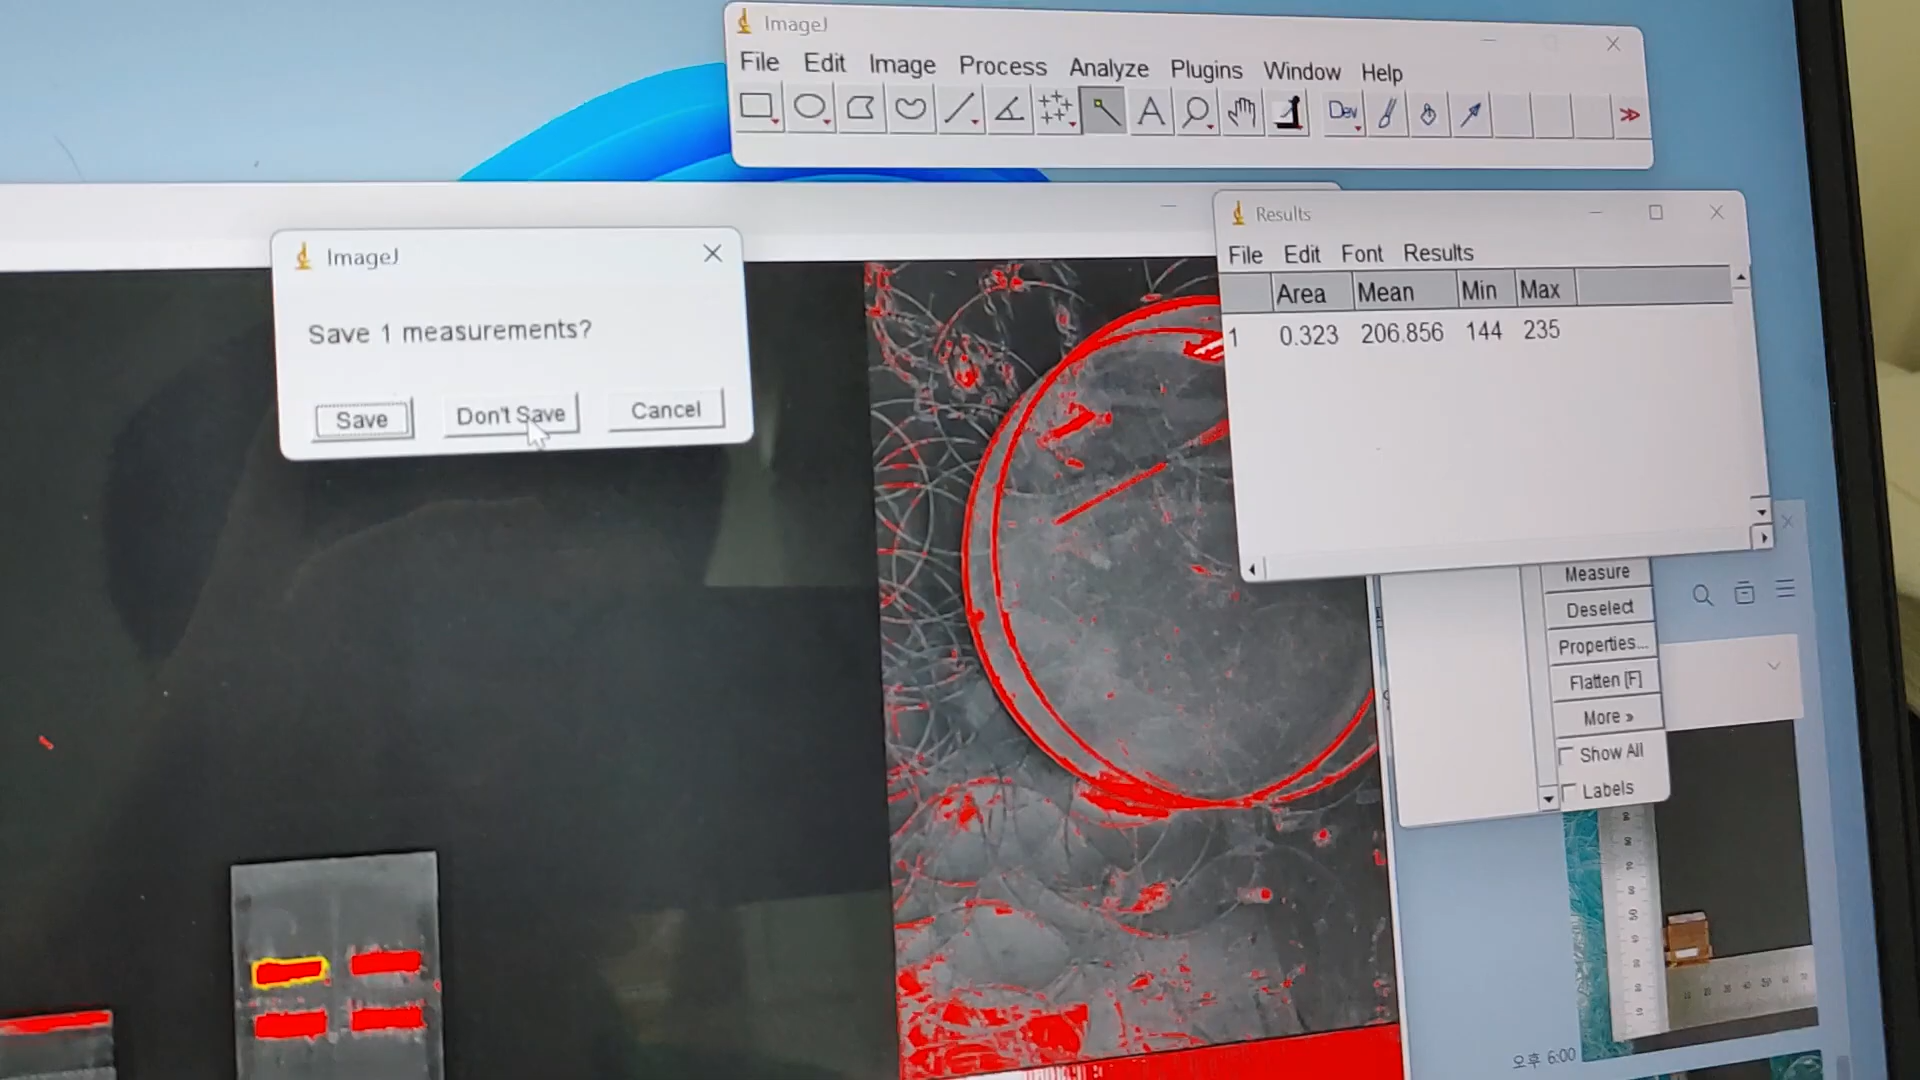 ImageJ
File Edit Image Process Analyze Plugins Window Help
Dev
ImageJ
Save 1 measurements?
Save Don't Save Cancel
Results
File Edit Font Results
Area Mean Min Max
1 0.323 206.856 144 235
Measure
Deselect
Properties...
Flatten [F]
More »
Show All
Labels
오후 6:00